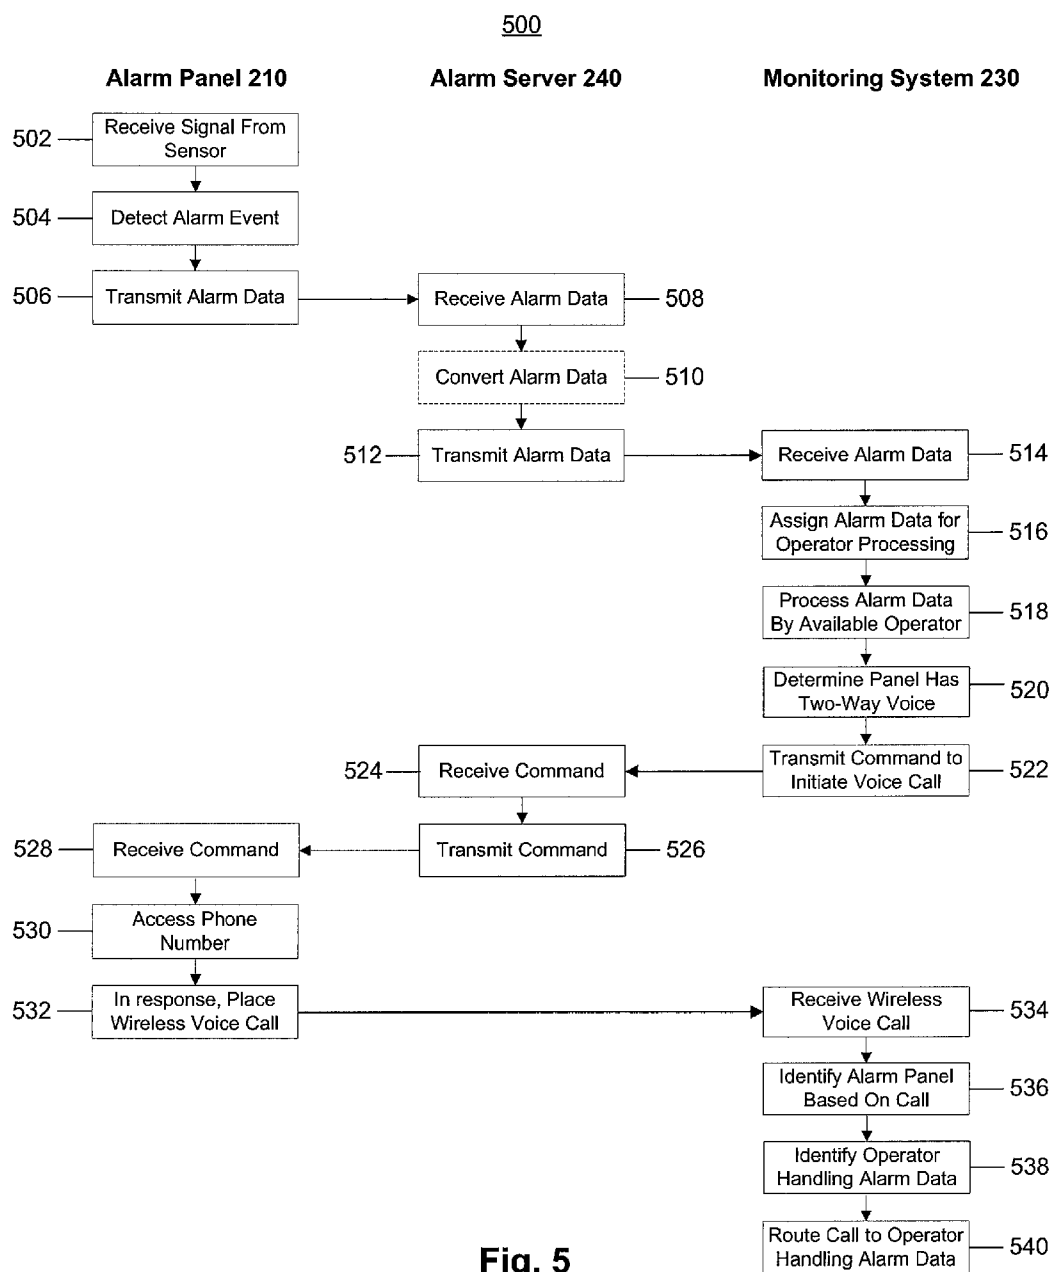 500
Alarm Panel 210
Alarm Server 240
Monitoring System 230
502
Receive Signal From
Sensor
504
Detect Alarm Event
506
Transmit Alarm Data
Receive Alarm Data
508
Convert Alarm Data
510
512
Transmit Alarm Data
Receive Alarm Data
514
Assign Alarm Data for
Operator Processing
516
Process Alarm Data
By Available Operator
518
Determine Panel Has
Two-Way Voice
520
524
Receive Command
Transmit Command to
Initiate Voice Call
522
528
Receive Command
Transmit Command
526
530
Access Phone
Number
532
In response, Place
Wireless Voice Call
Receive Wireless
Voice Call
534
Identify Alarm Panel
Based On Call
536
Identify Operator
Handling Alarm Data
538
Route Call to Operator
Handling Alarm Data
540
Fig. 5